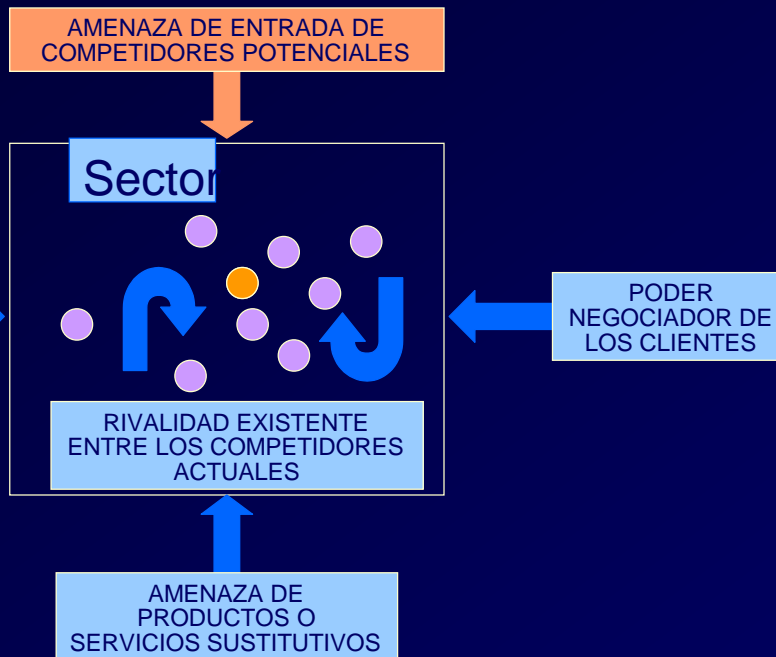 AMENAZA DE ENTRADA DE
COMPETIDORES POTENCIALES
Sector
PODER
NEGOCIADOR DE
LOS CLIENTES
RIVALIDAD EXISTENTE
ENTRE LOS COMPETIDORES
ACTUALES
AMENAZA DE
PRODUCTOS O
SERVICIOS SUSTITUTIVOS